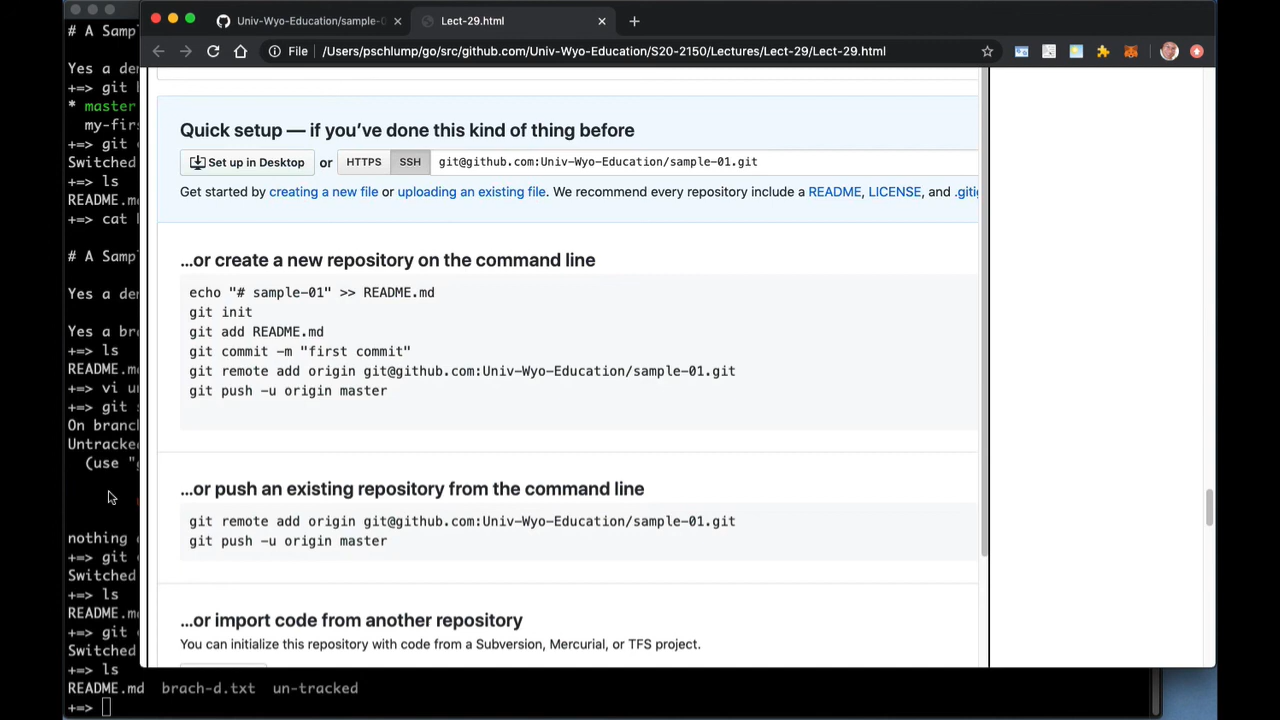 Univ-Wyo-Education/sample-0
Lect-29.html
File
/Users/pschlump/go/src/github.com/Univ-Wyo-Education/S20-2150/Lectures/Lect-29/Lect-29.html
# A Samp
Yes a de
+=> git
* master
my-firs
+=> git
Switched
+=> ls
README.m
+=> cat
# A Samp
Yes a de
Yes a bra
+=> ls
README.m
+=> vi un
+=> git s
On branc
Untracke
(use "
nothing
+=> git
Switched
+=> ls
README.m
+=> git
Switched
+=> ls
README.md brach-d.txt un-tracked
+=>
Quick setup — if you’ve done this kind of thing before
Set up in Desktop or HTTPS SSH git@github.com:Univ-Wyo-Education/sample-01.git
Get started by creating a new file or uploading an existing file. We recommend every repository include a README, LICENSE, and .gitig
…or create a new repository on the command line
echo "# sample-01" >> README.md
git init
git add README.md
git commit -m "first commit"
git remote add origin git@github.com:Univ-Wyo-Education/sample-01.git
git push -u origin master
…or push an existing repository from the command line
git remote add origin git@github.com:Univ-Wyo-Education/sample-01.git
git push -u origin master
…or import code from another repository
You can initialize this repository with code from a Subversion, Mercurial, or TFS project.